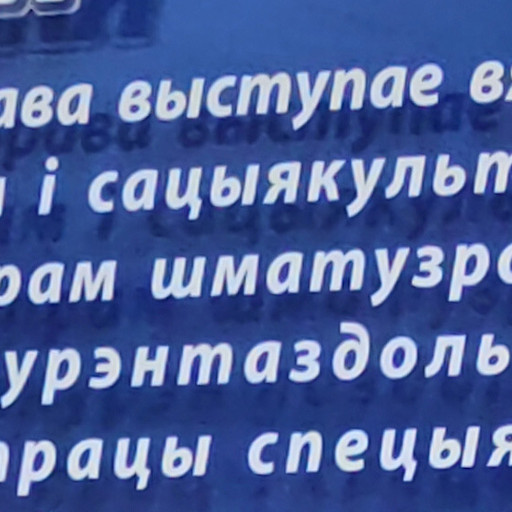 ава выступае в
і сацыякульт
рам шматузро
урэнтаздоль
працы спецыя